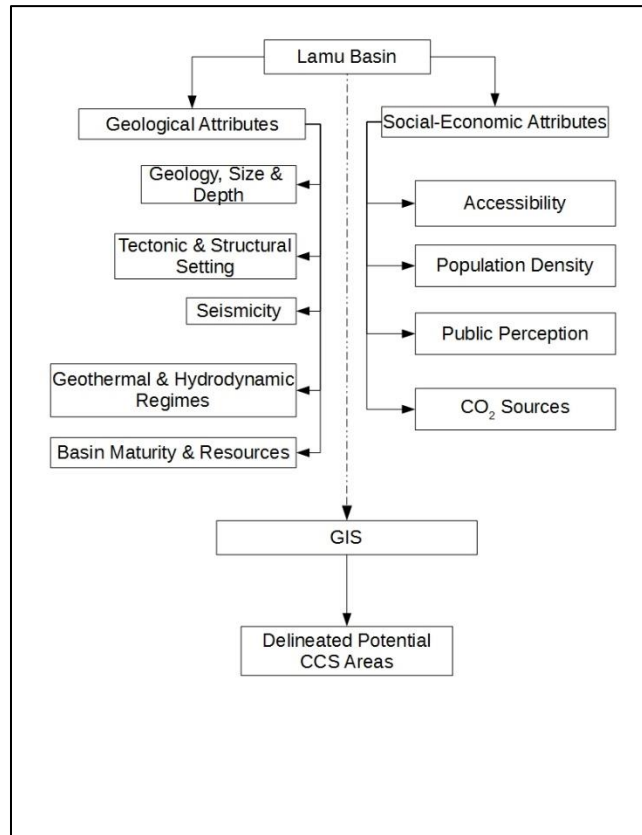 Lamu Basin
Geological Attributes
Social-Economic Attributes
Geology, Size &
Depth
Tectonic & Structural
Setting
Seismicity
Geothermal & Hydrodynamic
Regimes
Basin Maturity & Resources
Accessibility
Population Density
Public Perception
CO₂ Sources
GIS
Delineated Potential
CCS Areas